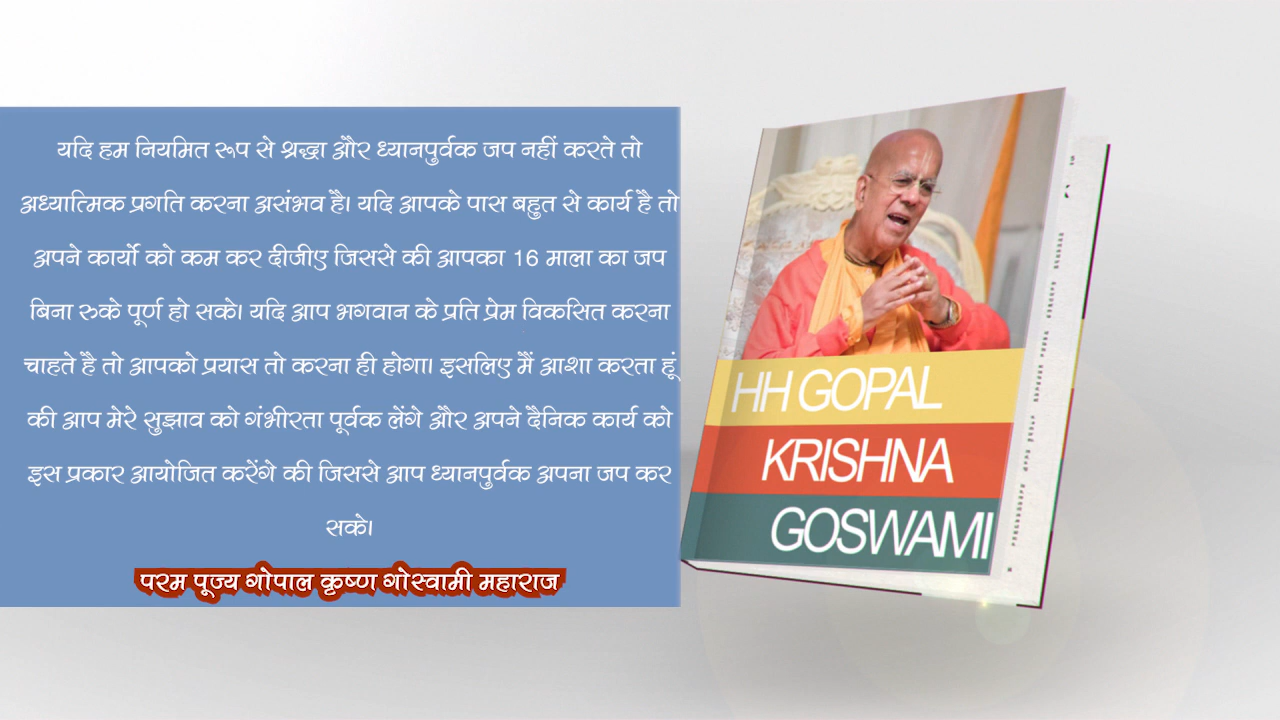 यदि हम नियमित रूप से श्रद्धा और ध्यानपुर्वक जप नहीं करते तो
अध्यात्मिक प्रगति करना असंभव है। यदि आपके पास बहुत से कार्य है तो
अपने कार्यो को कम कर दीजीए जिससे की आपका 16 माला का जप
बिना रुके पूर्ण हो सके। यदि आप भगवान के प्रति प्रेम विकसित करना
चाहते है तो आपको प्रयास तो करना ही होगा। इसलिए मैं आशा करता हूं
की आप मेरे सुझाव को गंभीरता पूर्वक लेंगे और अपने दैनिक कार्य को
इस प्रकार आयोजित करेंगे की जिससे आप ध्यानपुर्वक अपना जप कर
सके।
परम पूज्य गोपाल कृष्ण गोस्वामी महाराज
HH GOPAL
KRISHNA
GOSWAMI